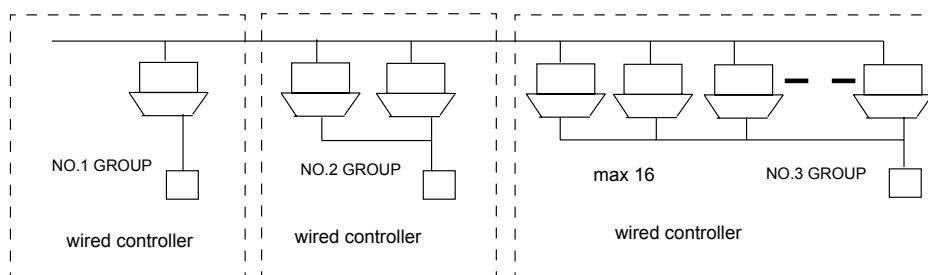 NO.1 GROUP
wired controller
NO.2 GROUP
wired controller
max 16
NO.3 GROUP
wired controller